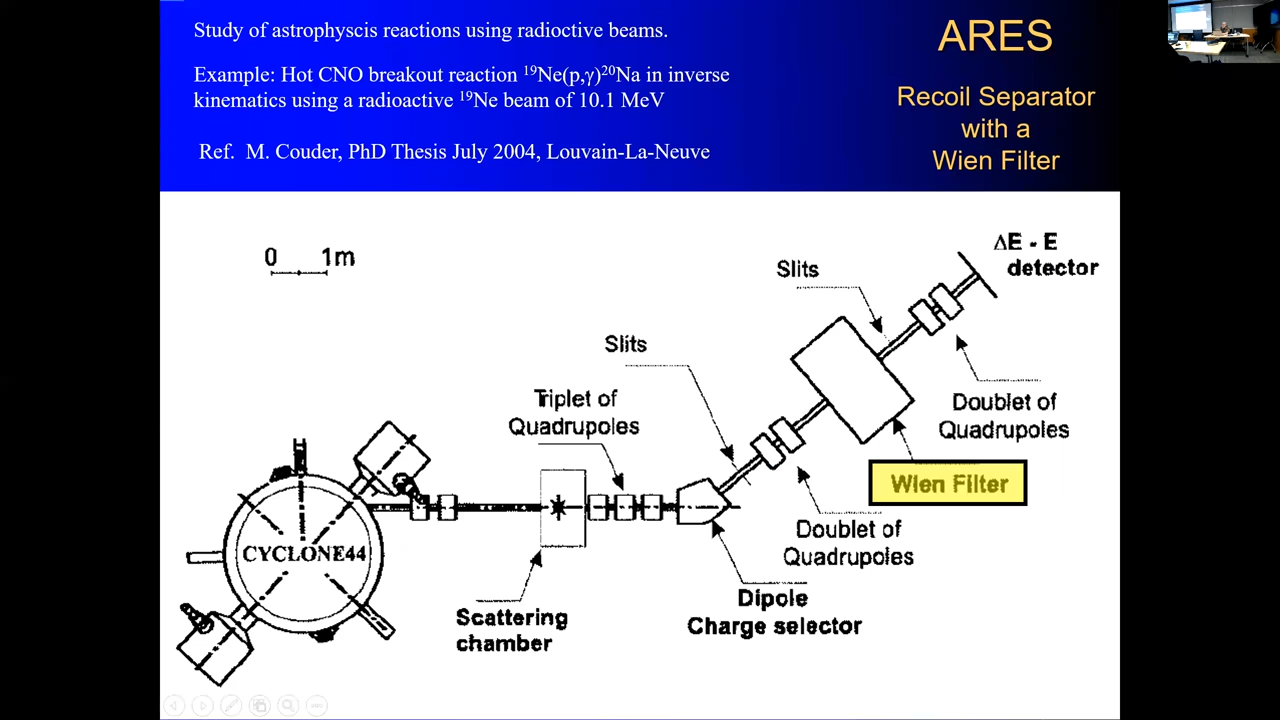 Study of astrophyscis reactions using radioctive beams.
Example: Hot CNO breakout reaction ¹⁹Ne(p,γ)²⁰Na in inverse
kinematics using a radioactive ¹⁹Ne beam of 10.1 MeV
Ref. M. Couder, PhD Thesis July 2004, Louvain-La-Neuve
ARES
Recoil Separator
with a
Wien Filter
0 1m
ΔE - E
detector
Slits
Slits
Triplet of
Quadrupoles
Doublet of
Quadrupoles
Wien Filter
Doublet of
Quadrupoles
CYCLONE44
Scattering
chamber
Dipole
Charge selector